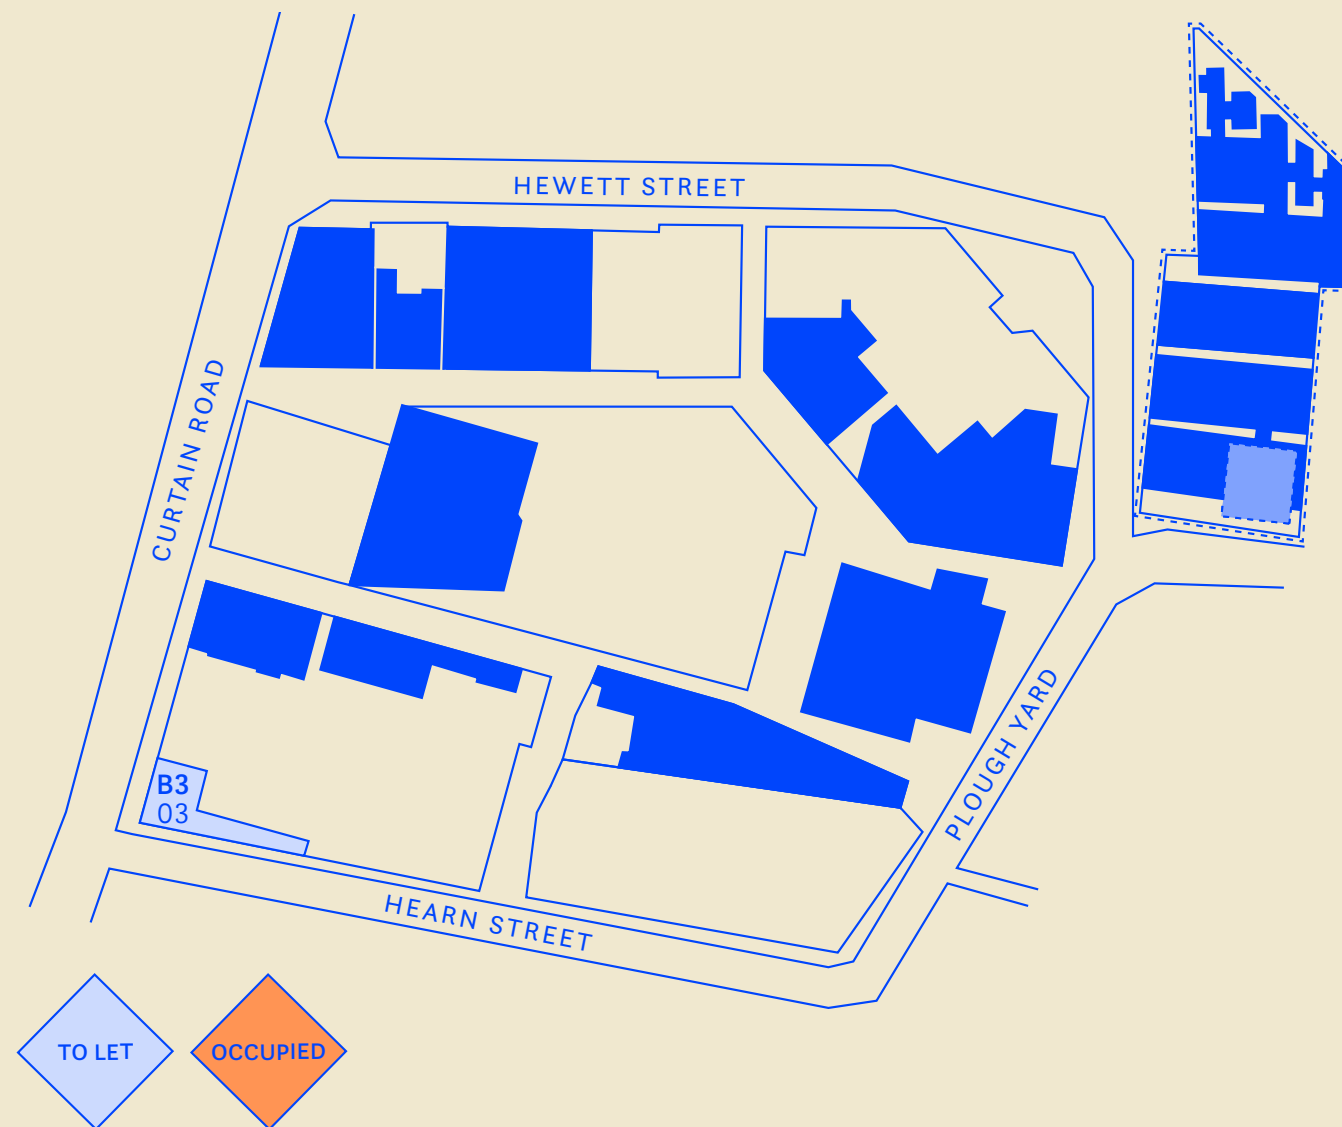 HEWETT STREET
CURTAIN ROAD
PLOUGH YARD
B3
03
HEARN STREET
TO LET
OCCUPIED